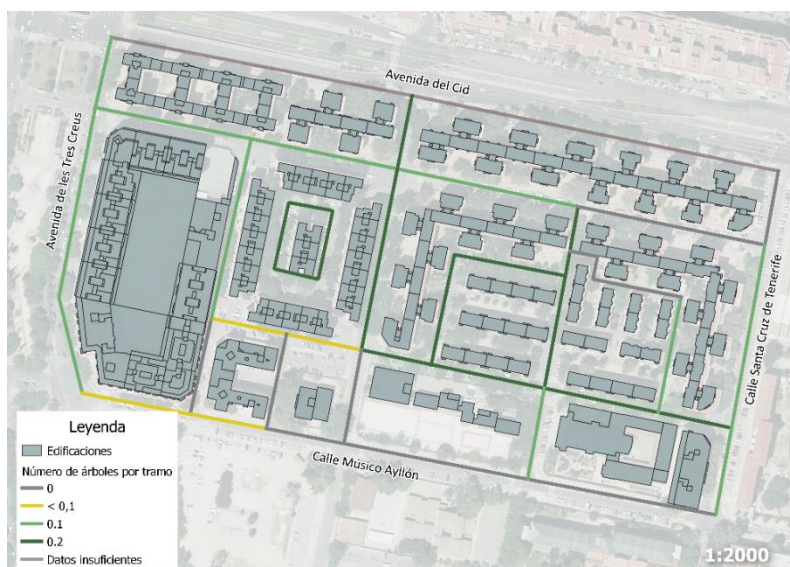 Avenida del Cid
Avenida de les Tres Creus
Calle Santa Cruz de Tenerife
Calle Músico Ayllón
Leyenda
Edificaciones
Número de árboles por tramo
0
< 0,1
0.1
0.2
Datos insuficientes
1:2000